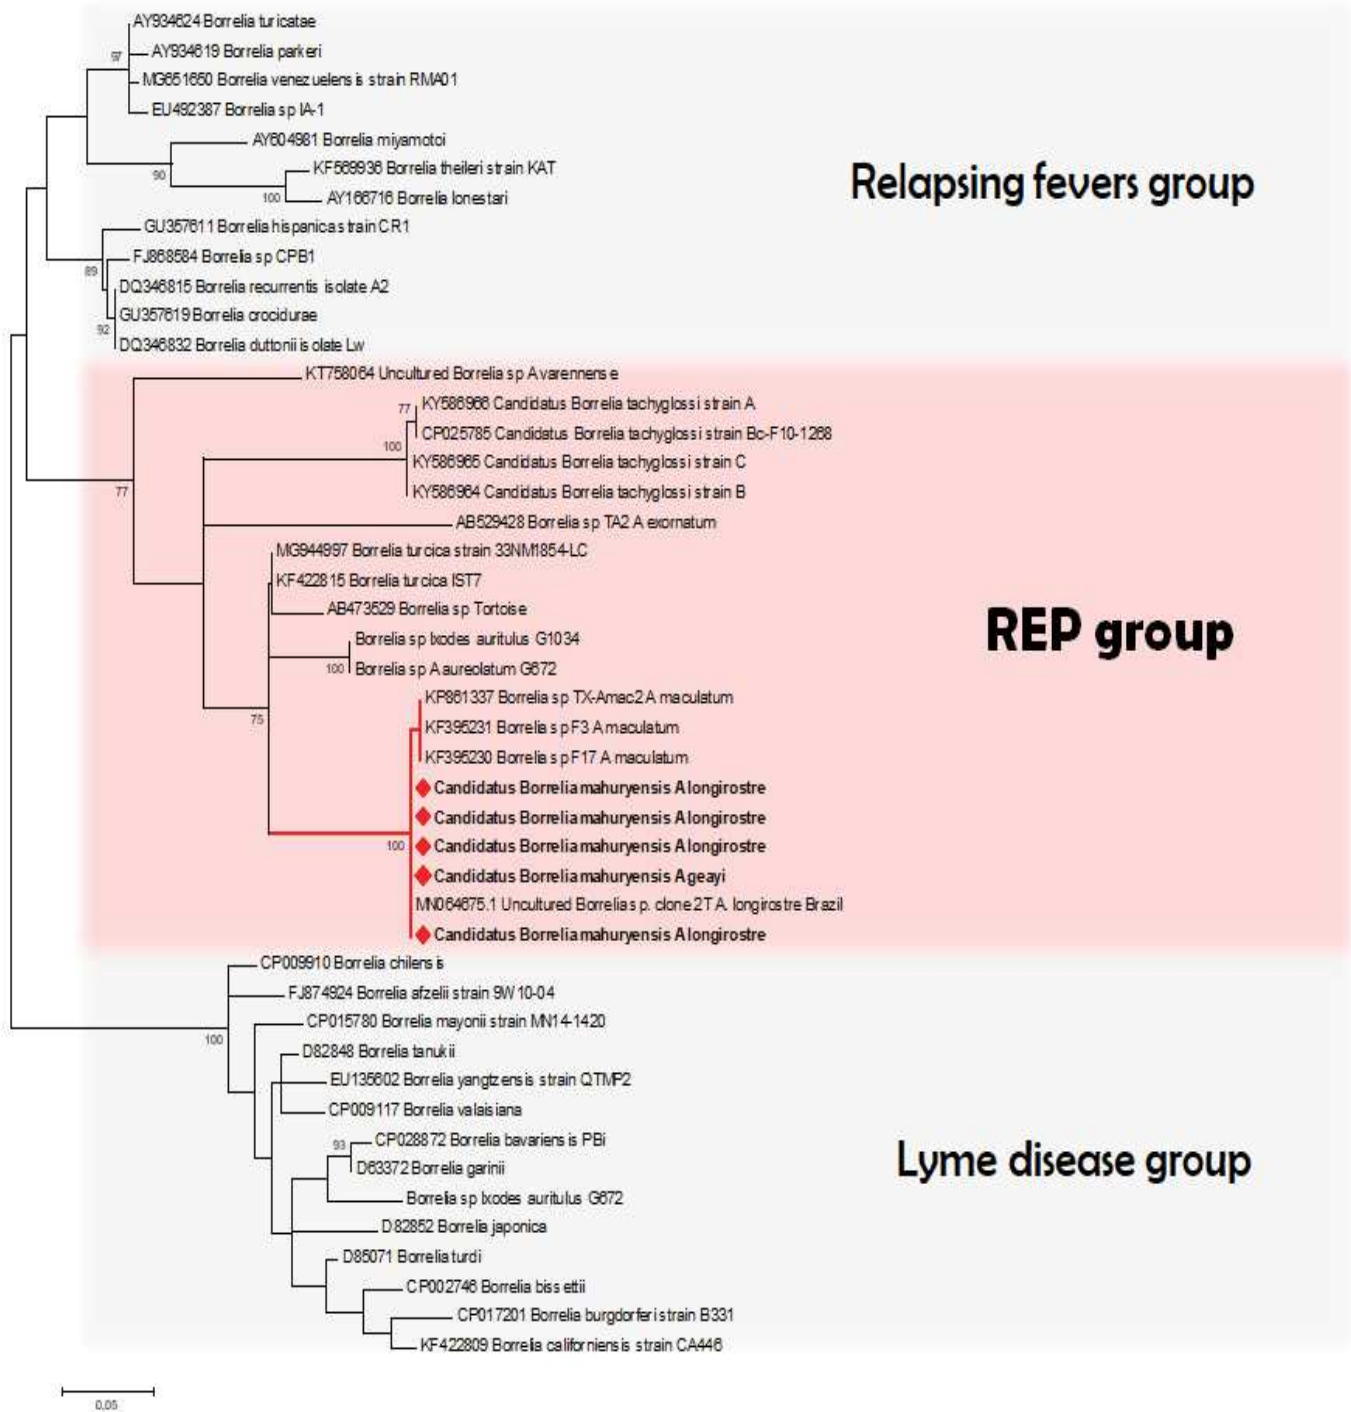 AY934624 Borrelia turicatae
97
AY934619 Borrelia parkeri
MG651650 Borrelia venezuelensis strain RMA01
EU492387 Borrelia sp IA-1
AY604981 Borrelia miyamotoi
90
KF569936 Borrelia theileri strain KAT
100
AY166716 Borrelia lonestari
Relapsing fevers group
GU357611 Borrelia hispanica strain CR1
89
FJ868584 Borrelia sp CPB1
DQ346815 Borrelia recurrentis isolate A2
GU357619 Borrelia crocidurae
92
DQ346832 Borrelia duttonii isolate Lw
KT758064 Uncultured Borrelia sp A varennense
77
77
KY586966 Candidatus Borrelia tachyglossi strain A
CP025785 Candidatus Borrelia tachyglossi strain Bc-F10-1268
100
KY586965 Candidatus Borrelia tachyglossi strain C
KY586964 Candidatus Borrelia tachyglossi strain B
AB529428 Borrelia sp TA2 A exornatum
MG944997 Borrelia turcica strain 33NM1854-LC
KF422815 Borrelia turcica IST7
AB473529 Borrelia sp Tortoise
REP group
Borrelia sp Ixodes auritulus G1034
100
Borrelia sp A aureolatum G672
75
KP861337 Borrelia sp TX-Amac2 A maculatum
KF395231 Borrelia sp F3 A maculatum
KF395230 Borrelia sp F17 A maculatum
Candidatus Borrelia mahuryensis A longirostre
Candidatus Borrelia mahuryensis A longirostre
100
Candidatus Borrelia mahuryensis A longirostre
Candidatus Borrelia mahuryensis A geayi
MN064675.1 Uncultured Borrelia sp. clone 2T A. longirostre Brazil
Candidatus Borrelia mahuryensis A longirostre
CP009910 Borrelia chilensis
100
FJ874924 Borrelia afzelii strain 9W10-04
CP015780 Borrelia mayonii strain MN14-1420
D82848 Borrelia tanukii
EU135602 Borrelia yangtzensis strain QTMP2
CP009117 Borrelia valaisiana
93
CP028872 Borrelia bavariensis PBi
D63372 Borrelia garinii
Lyme disease group
Borrelia sp Ixodes auritulus G672
D82852 Borrelia japonica
D85071 Borrelia turdi
CP002746 Borrelia bissettii
CP017201 Borrelia burgdorferi strain B331
KF422809 Borrelia californiensis strain CA446
0,05